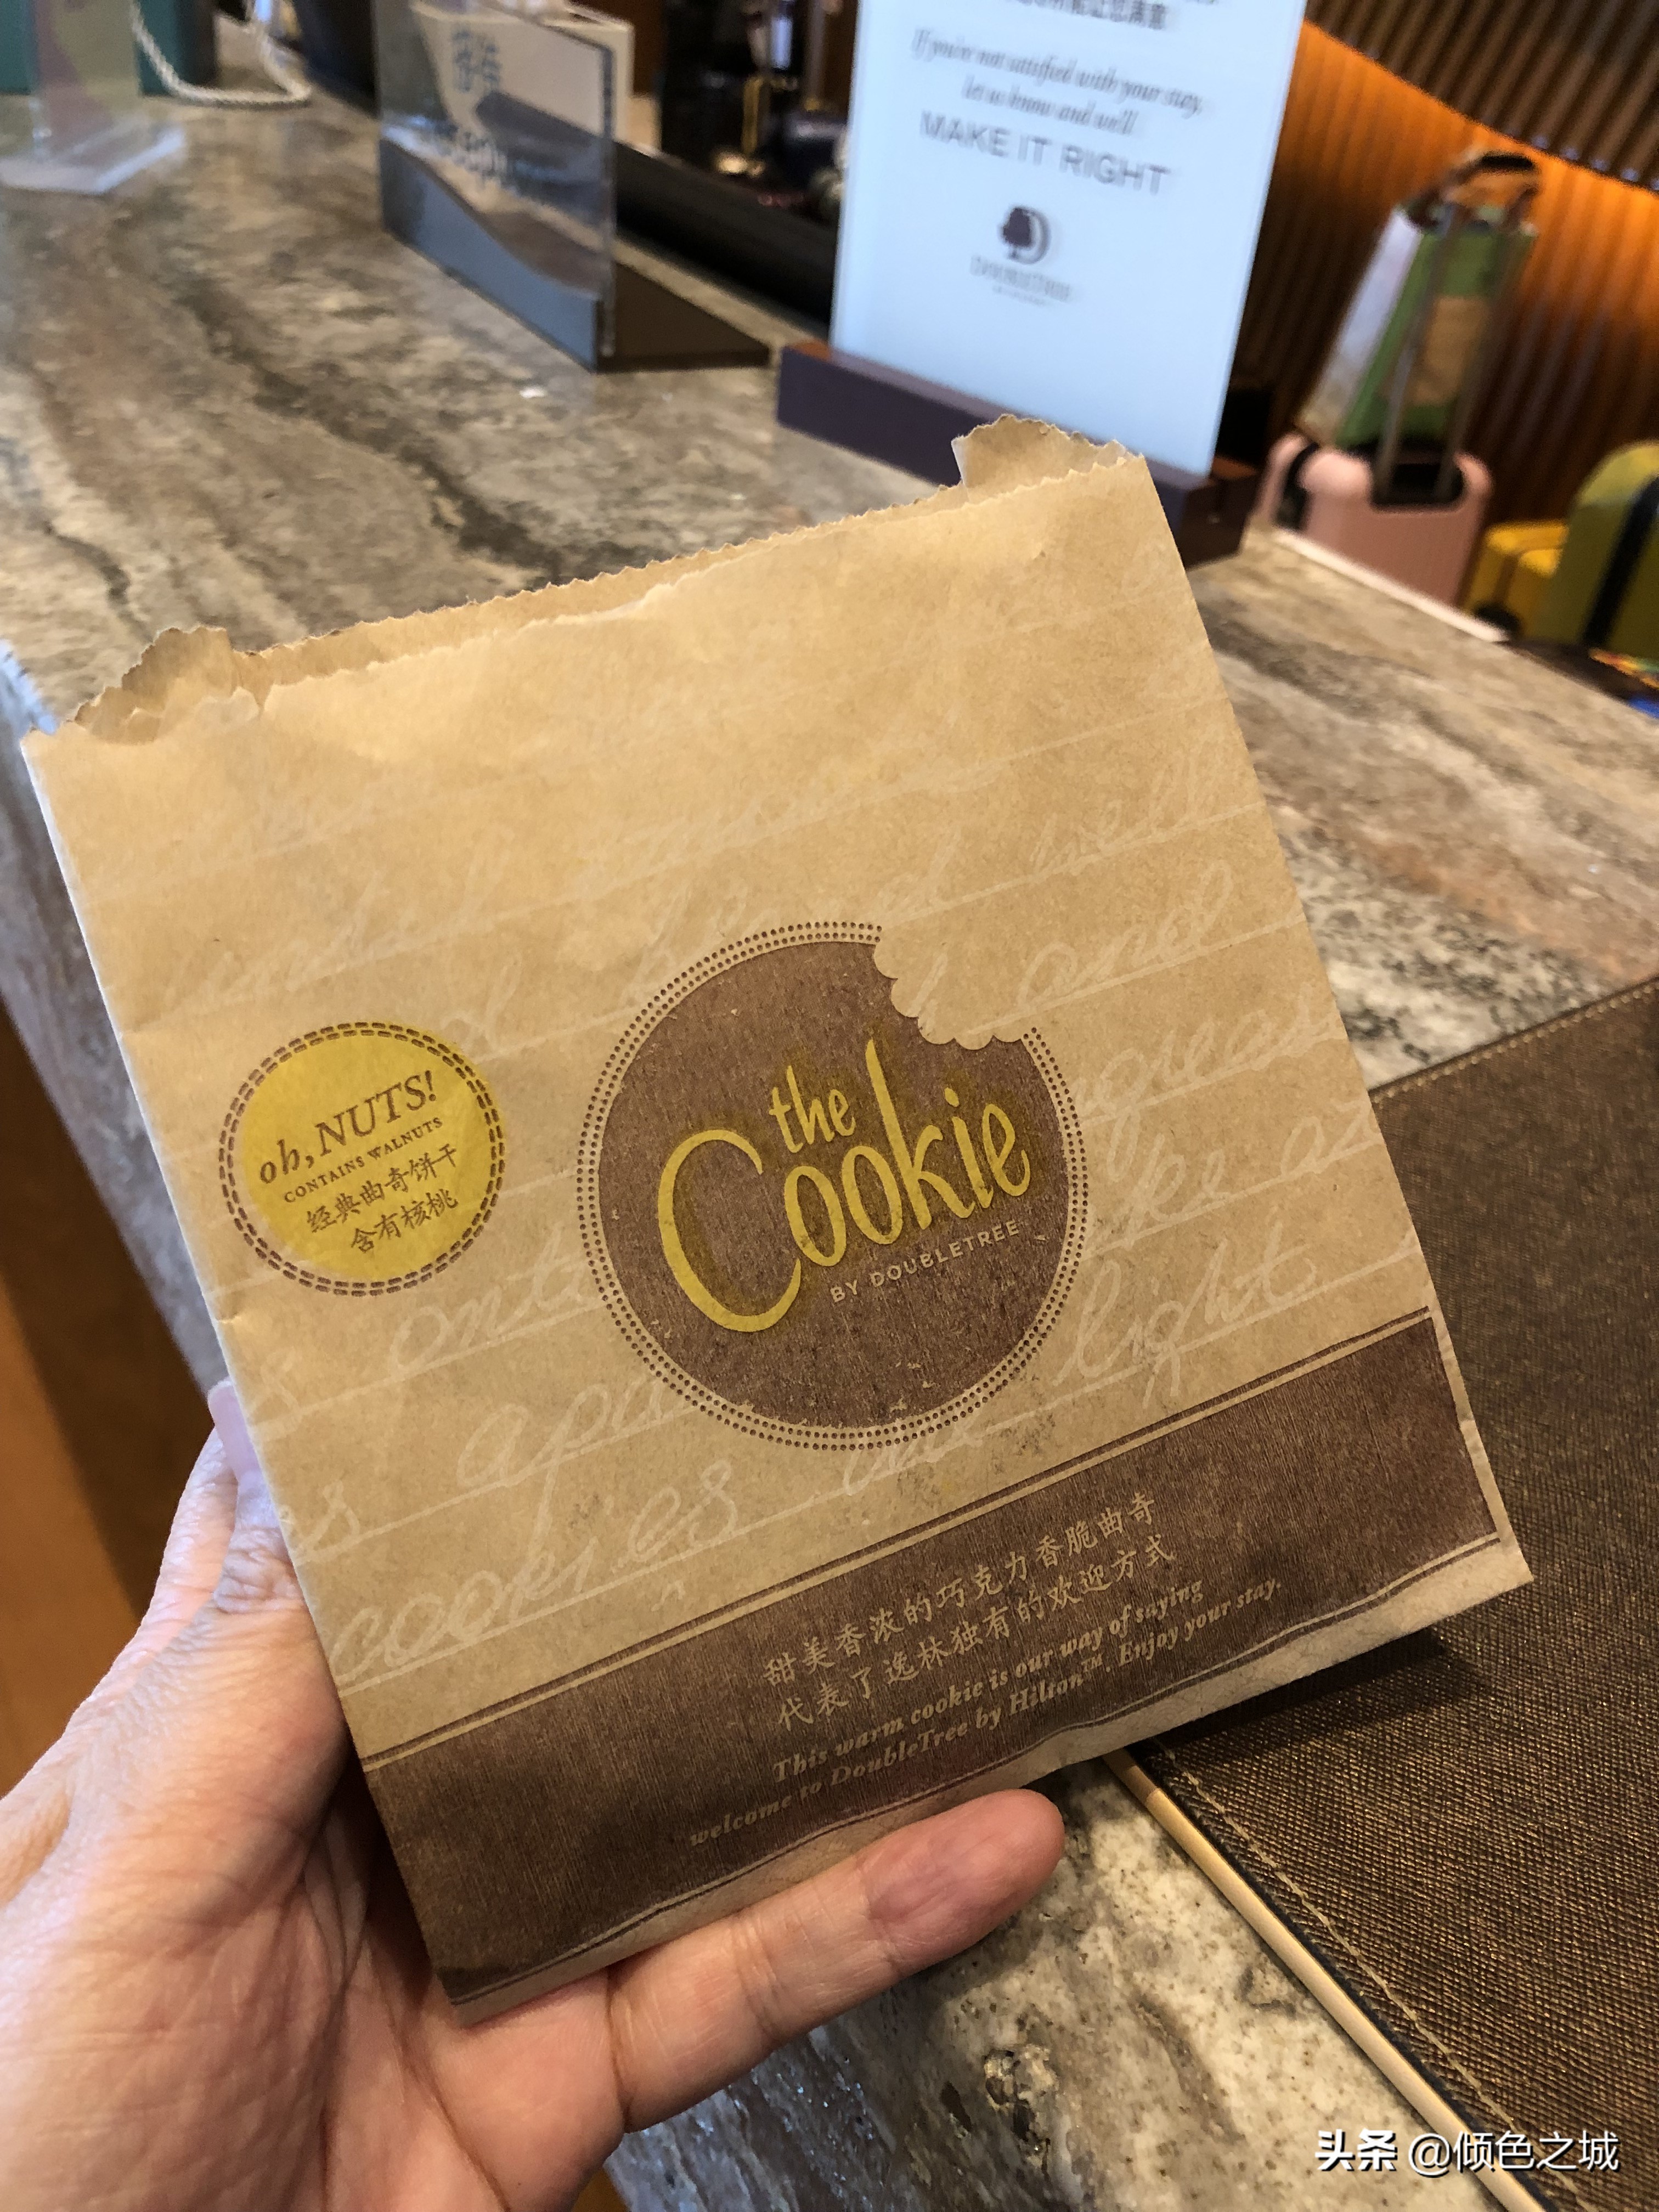 If you're not satisfied with your stay,
let us know and we'll
MAKE IT RIGHT
DOUBLETREE
oh, NUTS!
CONTAINS WALNUTS
经典曲奇饼干
含有核桃
the
Cookie
BY DOUBLETREE
cookies
light
甜美香浓的巧克力香脆曲奇
代表了逸林独有的欢迎方式
This warm cookie is our way of saying
welcome to DoubleTree by Hilton™. Enjoy your stay.
头条 @倾色之城